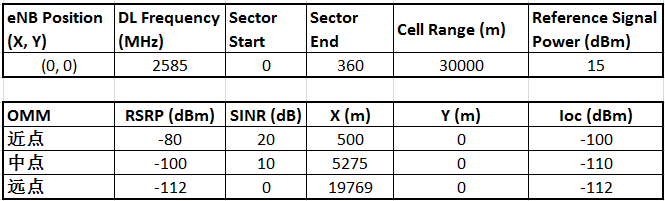 eNB Position DL Frequency Sector Sector Cell Range (m) Reference Signal
(X, Y) (MHz) Start End Power (dBm)
(0, 0) 2585 0 360 30000 15
OMM RSRP (dBm) SINR (dB) X (m) Y (m) Ioc (dBm)
近点 -80 20 500 0 -100
中点 -100 10 5275 0 -110
远点 -112 0 19769 0 -112